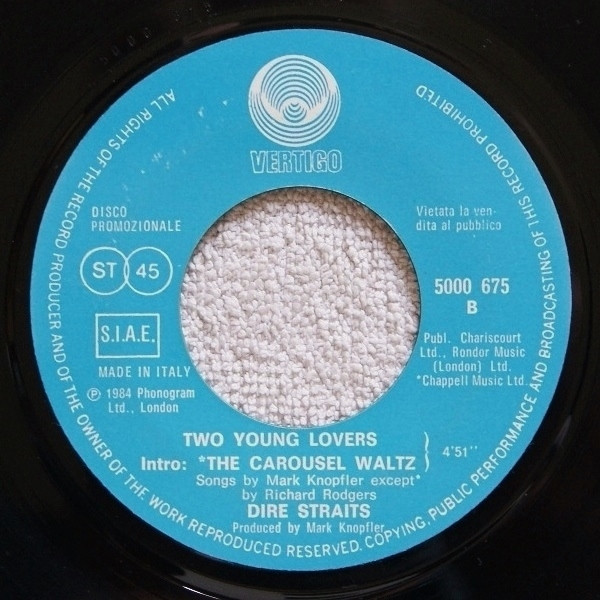 VERTIGO
ALL RIGHTS OF THE RECORD PRODUCER AND OF THE OWNER OF THE WORK REPRODUCED RESERVED. COPYING, PUBLIC PERFORMANCE AND BROADCASTING OF THIS RECORD PROHIBITED
DISCO
PROMOZIONALE
ST 45
S.I.A.E.
MADE IN ITALY
℗ 1984 Phonogram
Ltd., London
Vietata la ven-
dita al pubblico
5000 675
B
Publ. Chariscourt
Ltd., Rondor Music
(London) Ltd.
*Chappell Music Ltd.
TWO YOUNG LOVERS
Intro: *THE CAROUSEL WALTZ } 4'51''
Songs by Mark Knopfler except*
by Richard Rodgers
DIRE STRAITS
Produced by Mark Knopfler